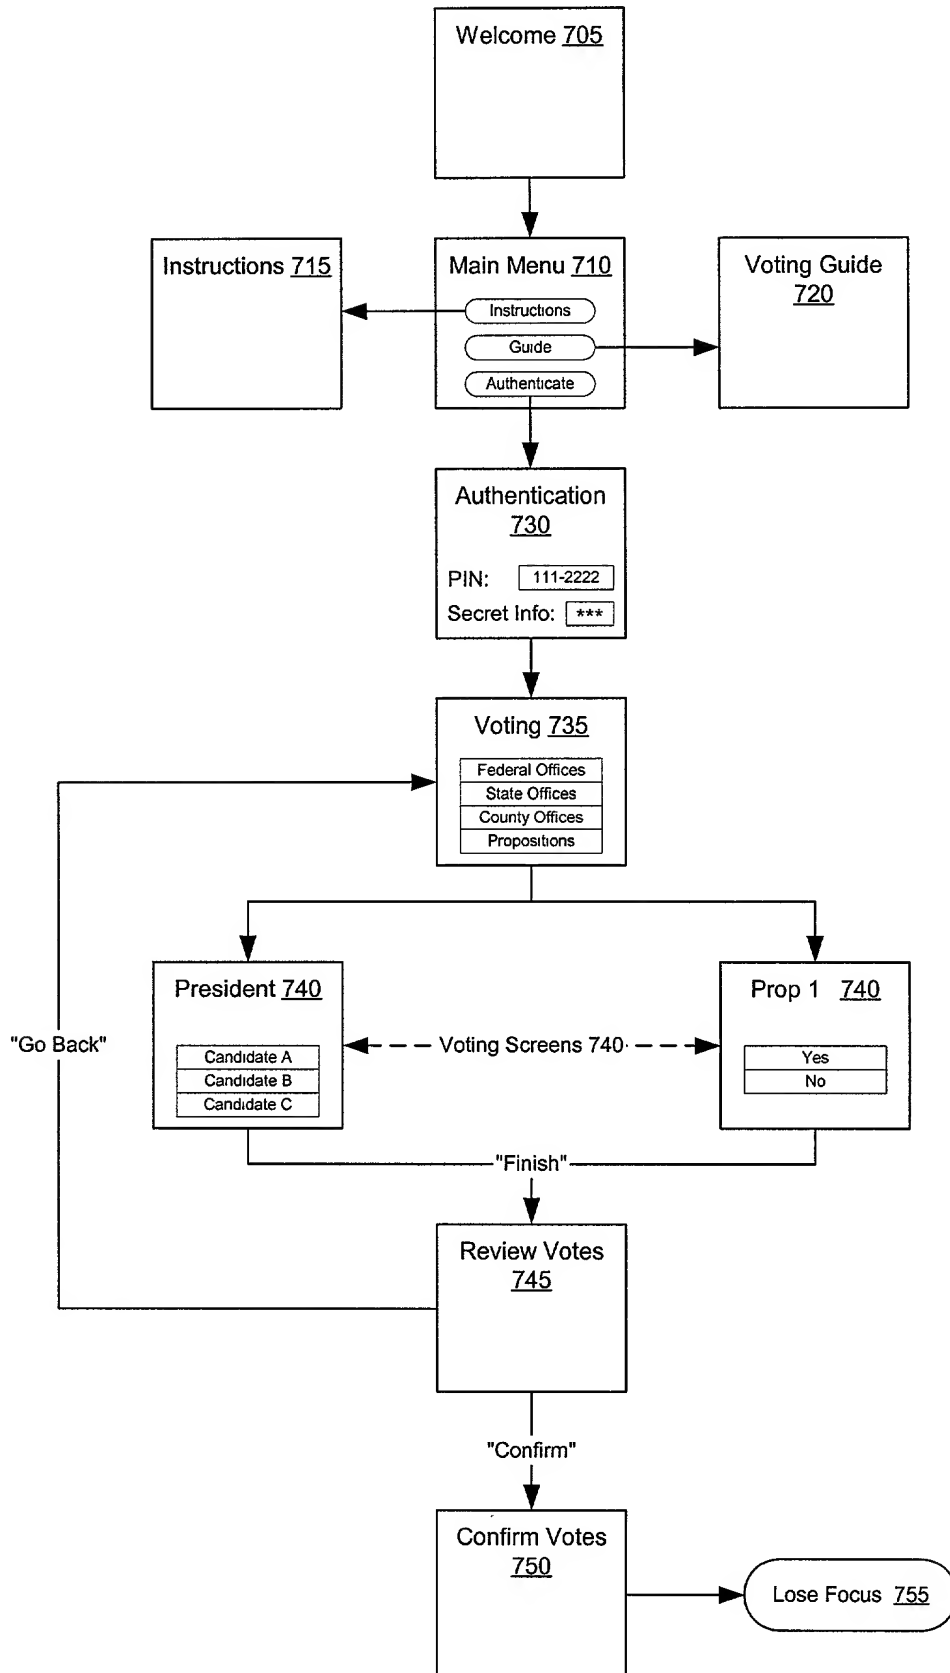 Welcome 705
Instructions 715
Main Menu 710
Instructions
Guide
Authenticate
Voting Guide
720
Authentication
730
PIN: 111-2222
Secret Info: ***
Voting 735
Federal Offices
State Offices
County Offices
Propositions
"Go Back"
President 740
Candidate A
Candidate B
Candidate C
Voting Screens 740
Prop 1 740
Yes
No
"Finish"
Review Votes
745
"Confirm"
Confirm Votes
750
Lose Focus 755